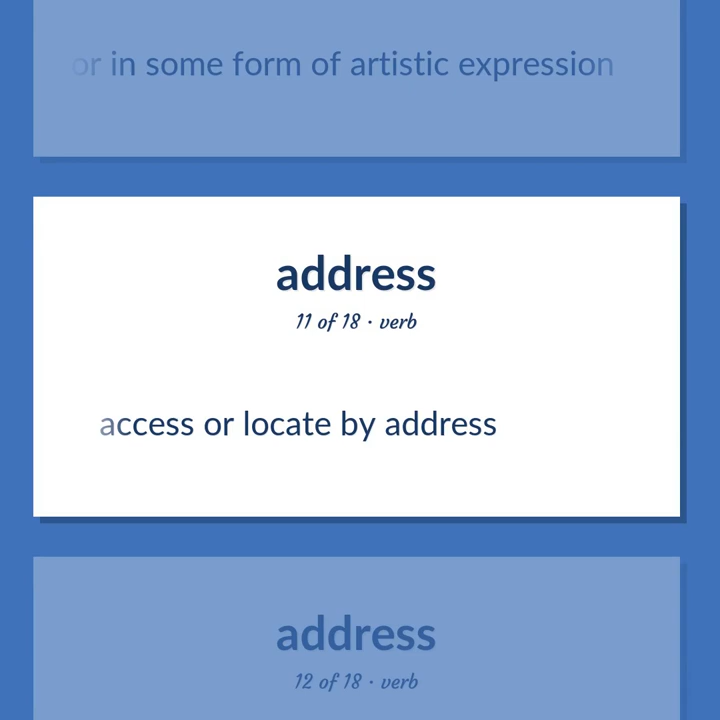 or in some form of artistic expression
address
11 of 18 · verb
access or locate by address
address
12 of 18 · verb